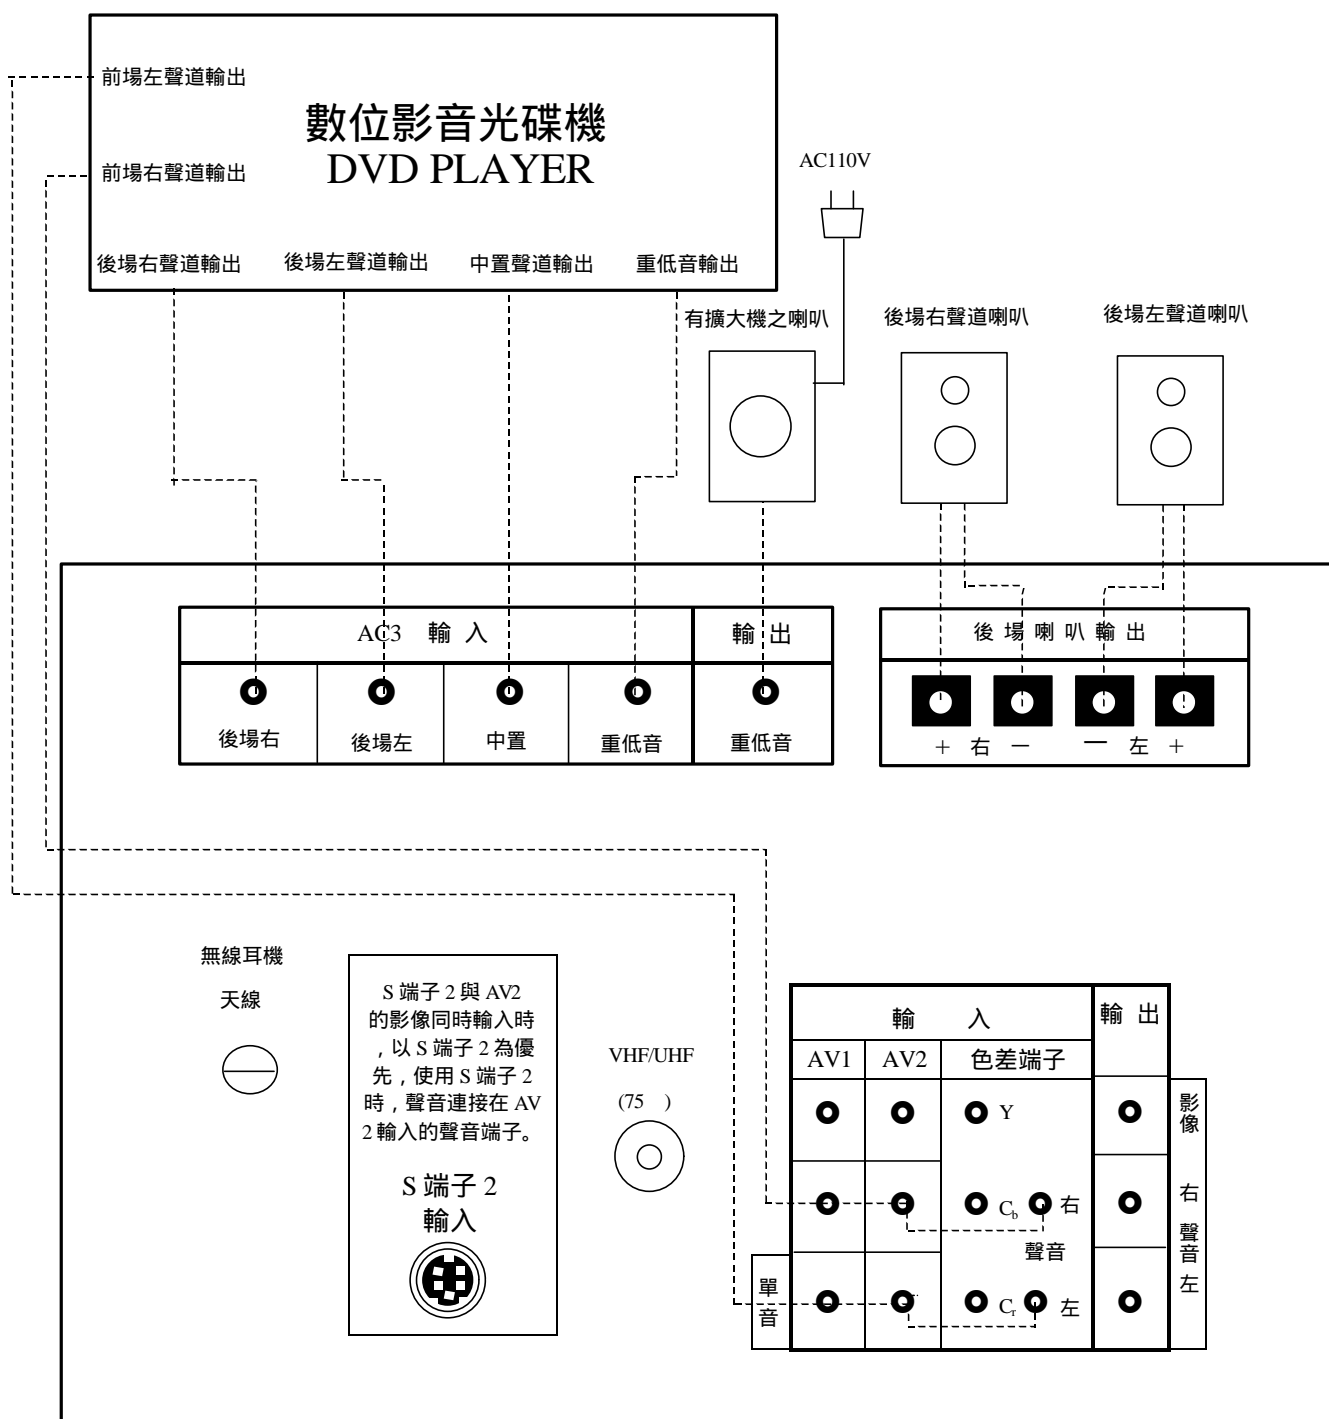 前場左聲道輸出
數位影音光碟機
DVD PLAYER
前場右聲道輸出
AC110V
後場右聲道輸出
後場左聲道輸出
中置聲道輸出
重低音輸出
有擴大機之喇叭
後場右聲道喇叭
後場左聲道喇叭
AC3 輸 入
輸 出
後場右
後場左
中置
重低音
重低音
後 場 喇 叭 輸 出
+ 右 －
－ 左 +
無線耳機
天線
S 端子 2 與 AV2
的影像同時輸入時
，以 S 端子 2 為優
先，使用 S 端子 2
時，聲音連接在 AV
2 輸入的聲音端子。
S 端子 2
輸入
VHF/UHF
(75 )
輸 入
輸 出
AV1
AV2
色差端子
Y
Cb
右
聲音
Cr
左
單音
影像
右
聲音
左